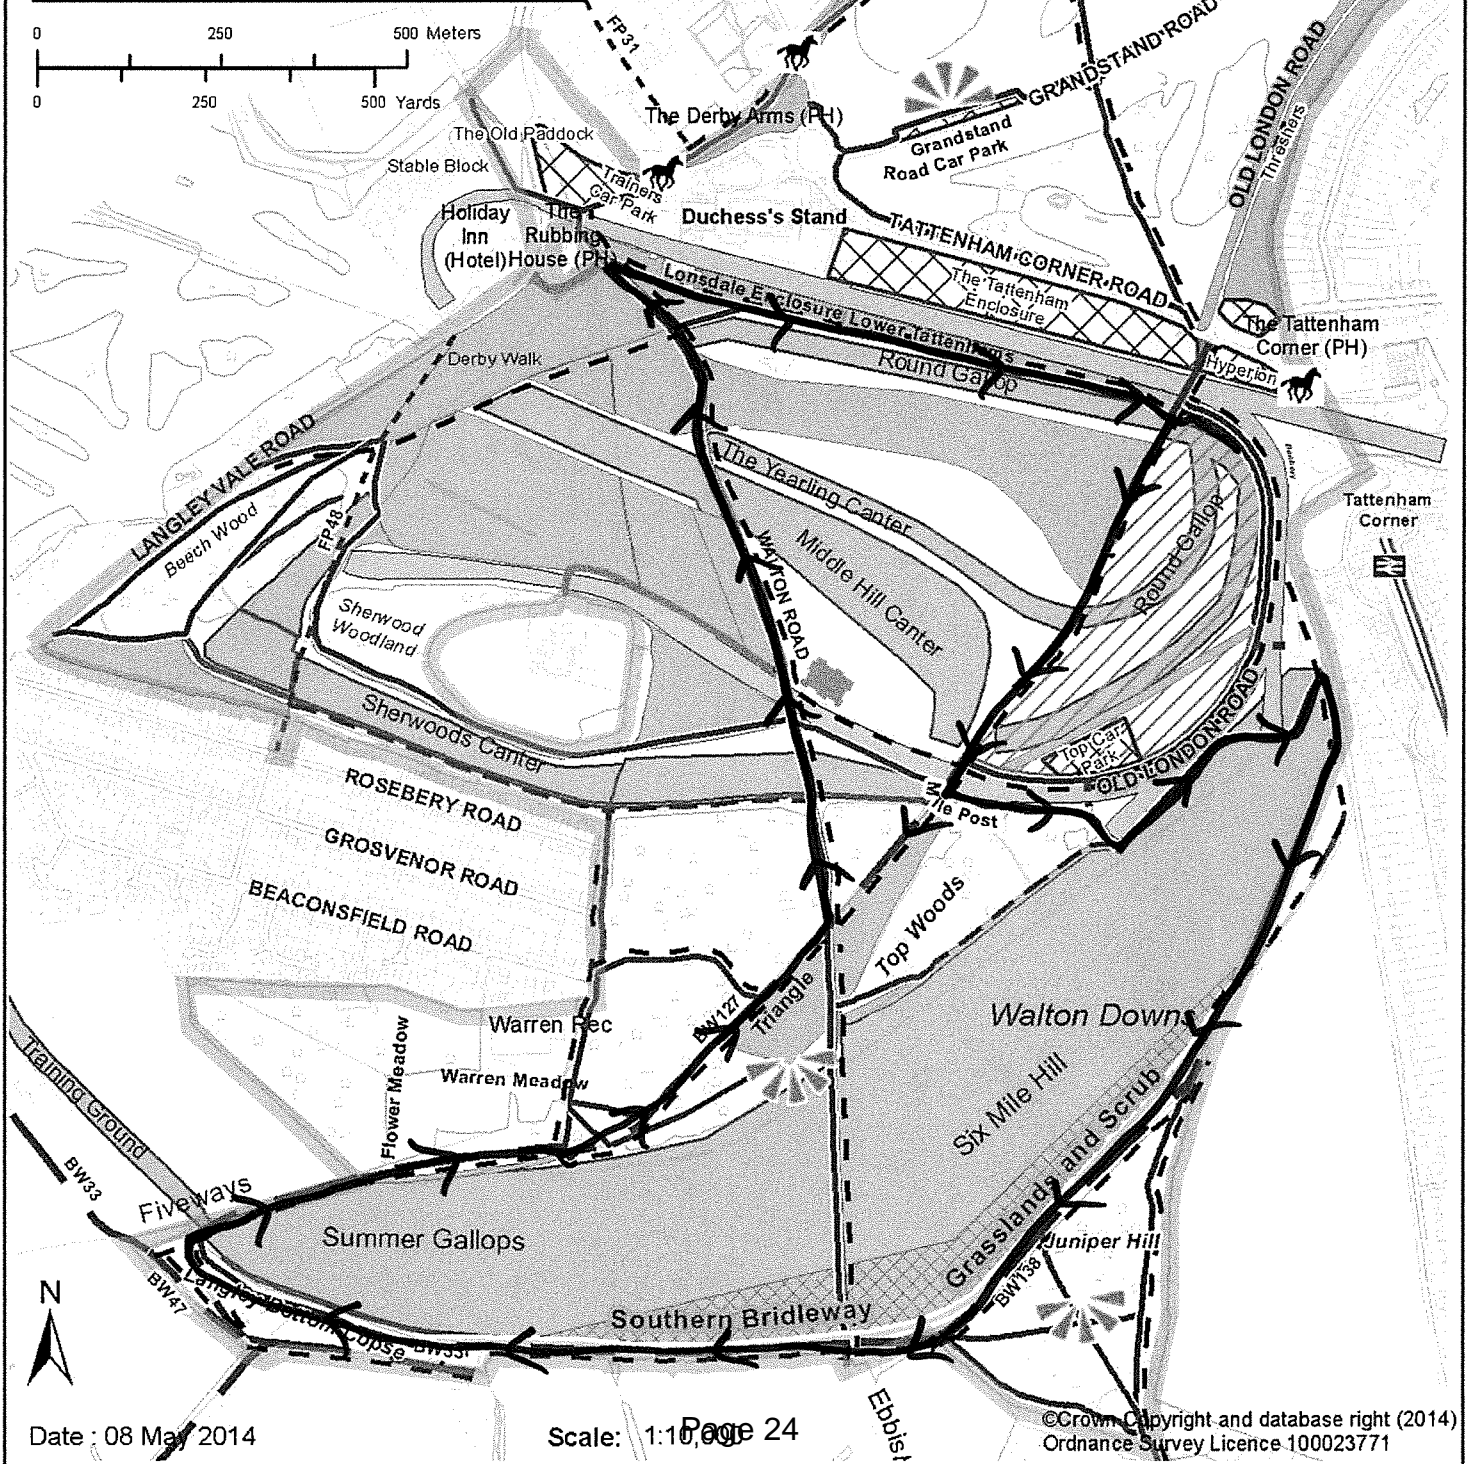 0 250 500 Meters
0 250 500 Yards
FP31
GRANDSTAND ROAD
OLD LONDON ROAD
Threshers
The Derby Arms (PH)
The Old Paddock
Stable Block
Grandstand
Road Car Park
Trainers
Car Park
Holiday
Inn
(Hotel)
The
Rubbing
House (PH)
Duchess's Stand
TATTENHAM CORNER ROAD
Lonsdale Enclosure Lower Tattenhams
The Tattenham
Enclosure
The Tattenham
Corner (PH)
Hyperion
Round Gallop
Derby Walk
LANGLEY VALE ROAD
Beech Wood
FP48
The Yearling Canter
Tattenham
Corner
Round Gallop
WALTON ROAD
Middle Hill Canter
Sherwood
Woodland
Sherwoods Canter
Top Car
Park
OLD LONDON ROAD
ROSEBERY ROAD
Mile Post
GROSVENOR ROAD
BEACONSFIELD ROAD
Top Woods
BW127
Triangle
Walton Downs
Warren Rec
Flower Meadow
Warren Meadow
Training Ground
Six Mile Hill
Grasslands and Scrub
BW33
Fiveways
Summer Gallops
Juniper Hill
BW138
BW47
Langley Bottom Copse
BW33
Southern Bridleway
N
Ebbish
Date : 08 May 2014
Scale: 1:10,000
Page 24
©Crown Copyright and database right (2014)
Ordnance Survey Licence 100023771